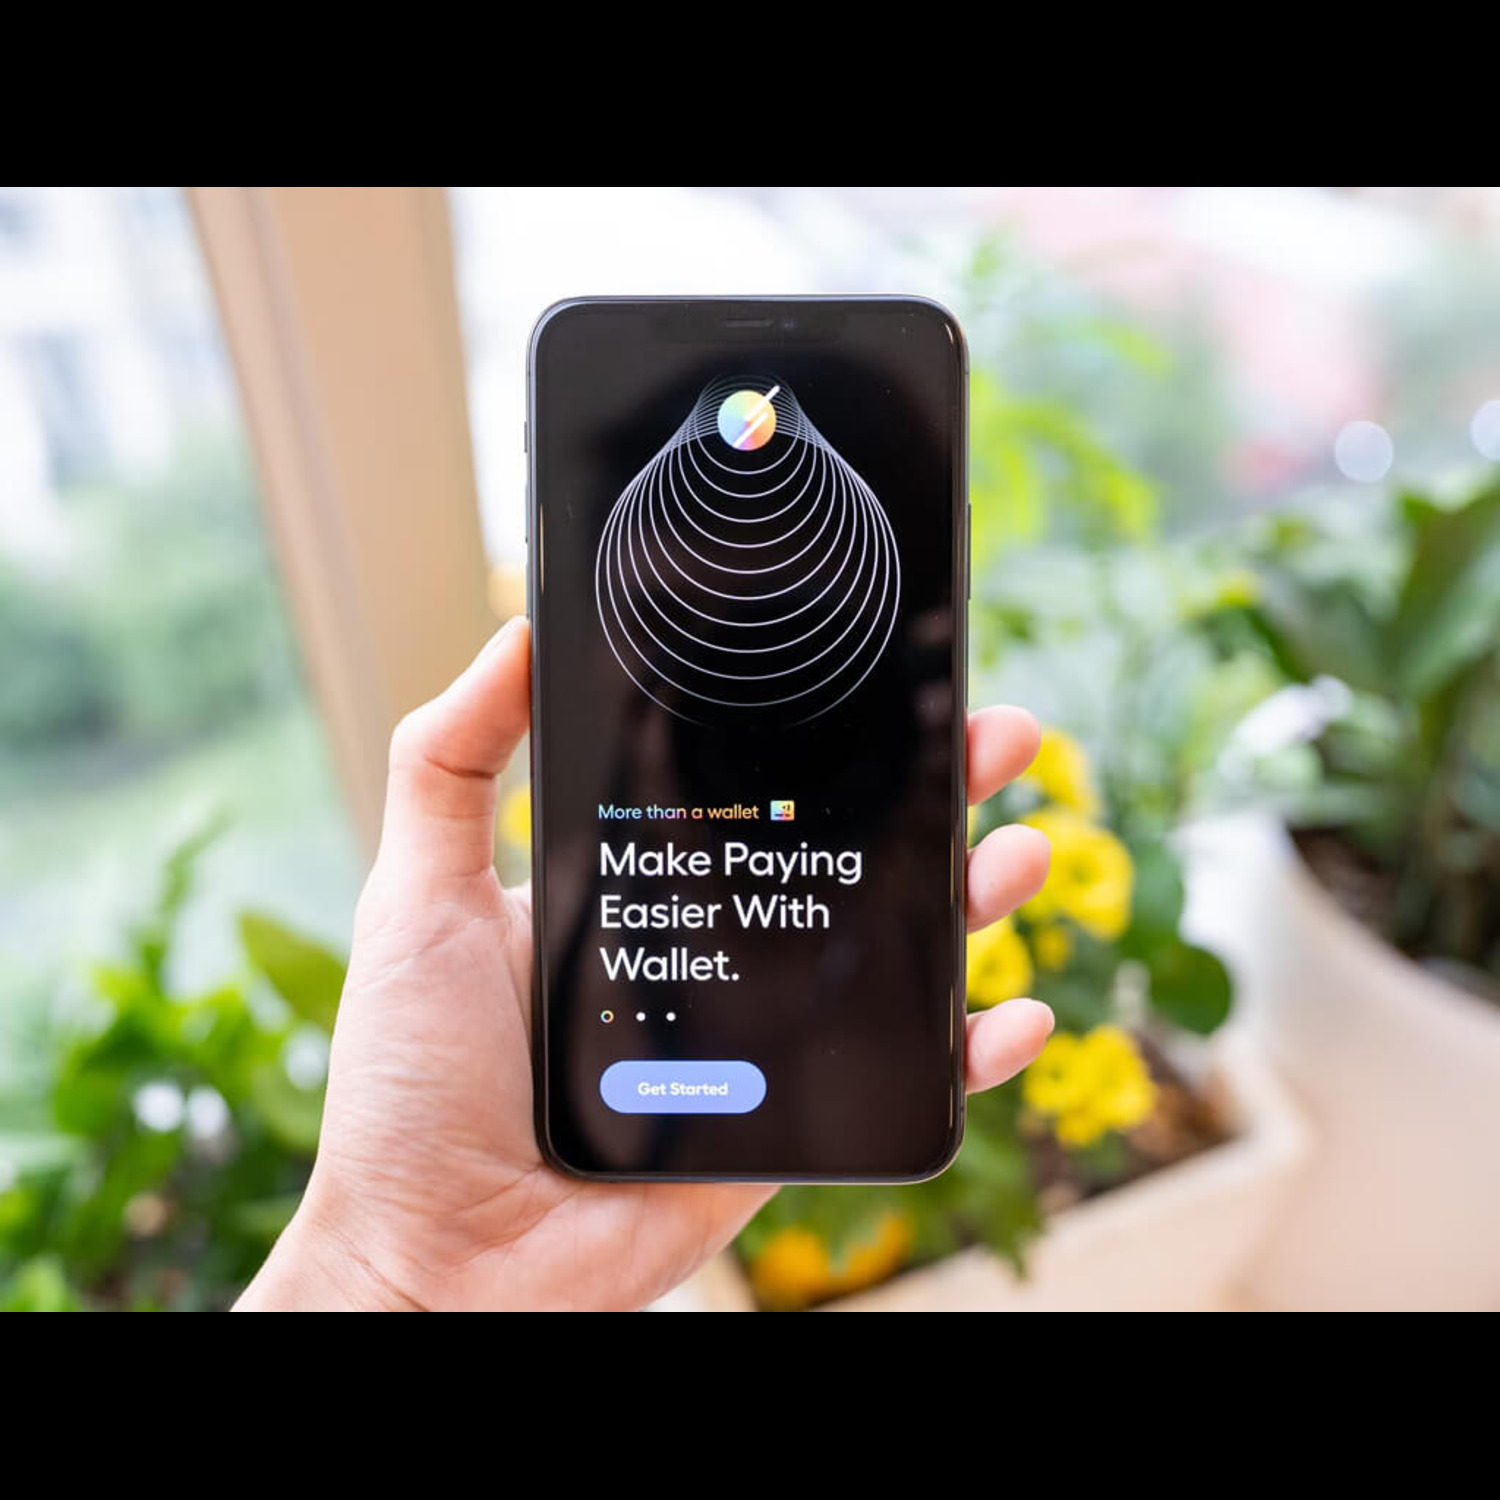 More than a wallet
Make Paying
Easier With
Wallet.
Get Started